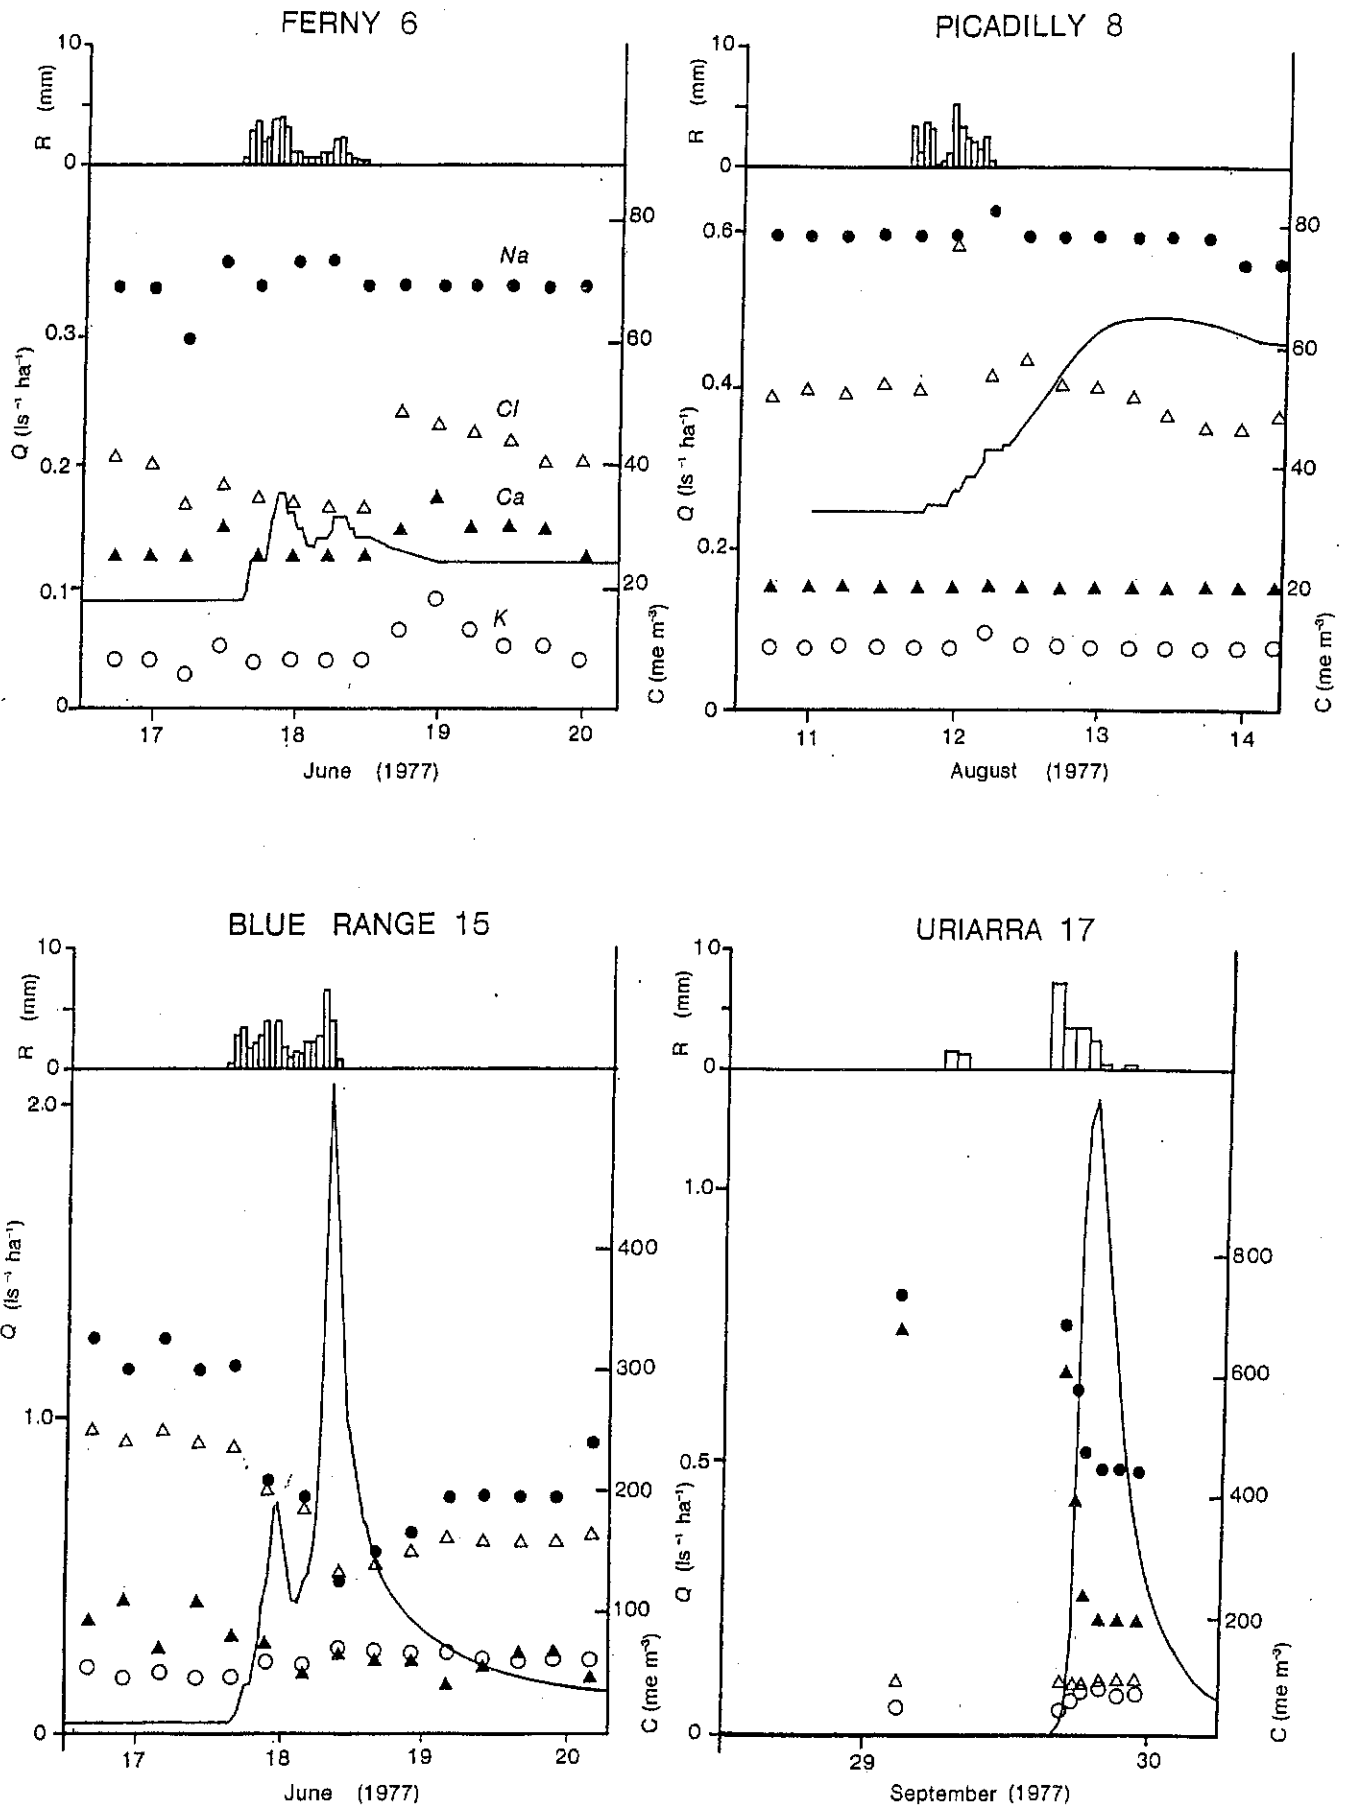 FERNY 6
10
R (mm)
0
80
Na
0.3
60
Q (ls⁻¹ ha⁻¹)
Cl
0.2
40
Ca
0.1
20
K
C (me m⁻³)
0
17 18 19 20
June (1977)
PICADILLY 8
10
R (mm)
0
0.6
80
60
0.4
Q (ls⁻¹ ha⁻¹)
40
0.2
20
C (me m⁻³)
0
11 12 13 14
August (1977)
BLUE RANGE 15
10
R (mm)
0
2.0
400
Q (ls⁻¹ ha⁻¹)
300
1.0
200
100
C (me m⁻³)
0
17 18 19 20
June (1977)
URIARRA 17
10
R (mm)
0
1.0
800
600
0.5
400
Q (ls⁻¹ ha⁻¹)
200
C (me m⁻³)
0
29 30
September (1977)